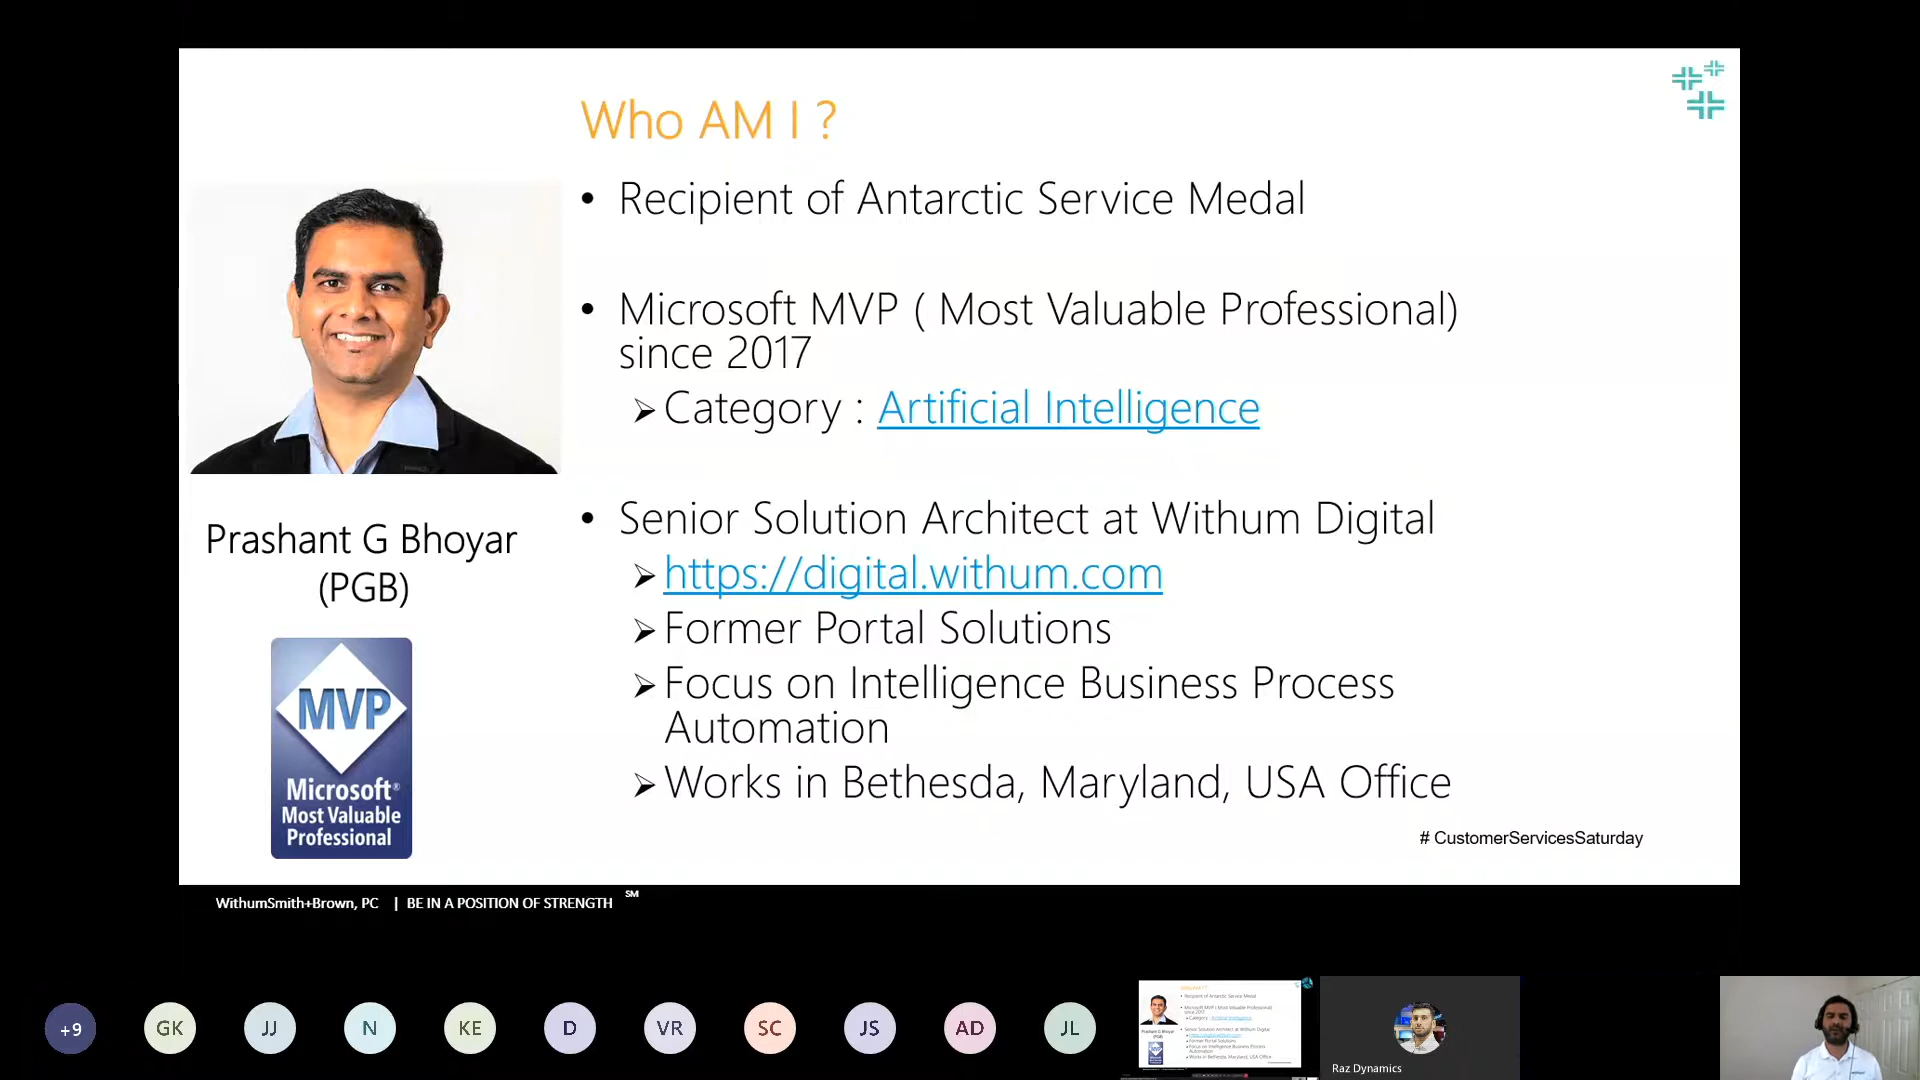 Who AM I ?
• Recipient of Antarctic Service Medal
• Microsoft MVP ( Most Valuable Professional)
since 2017
➢Category : Artificial Intelligence
• Senior Solution Architect at Withum Digital
➢https://digital.withum.com
➢Former Portal Solutions
➢Focus on Intelligence Business Process
Automation
➢Works in Bethesda, Maryland, USA Office
Prashant G Bhoyar
(PGB)
MVP
Microsoft®
Most Valuable
Professional
# CustomerServicesSaturday
WithumSmith+Brown, PC | BE IN A POSITION OF STRENGTH SM
+9
GK
JJ
N
KE
D
VR
SC
JS
AD
JL
Raz Dynamics